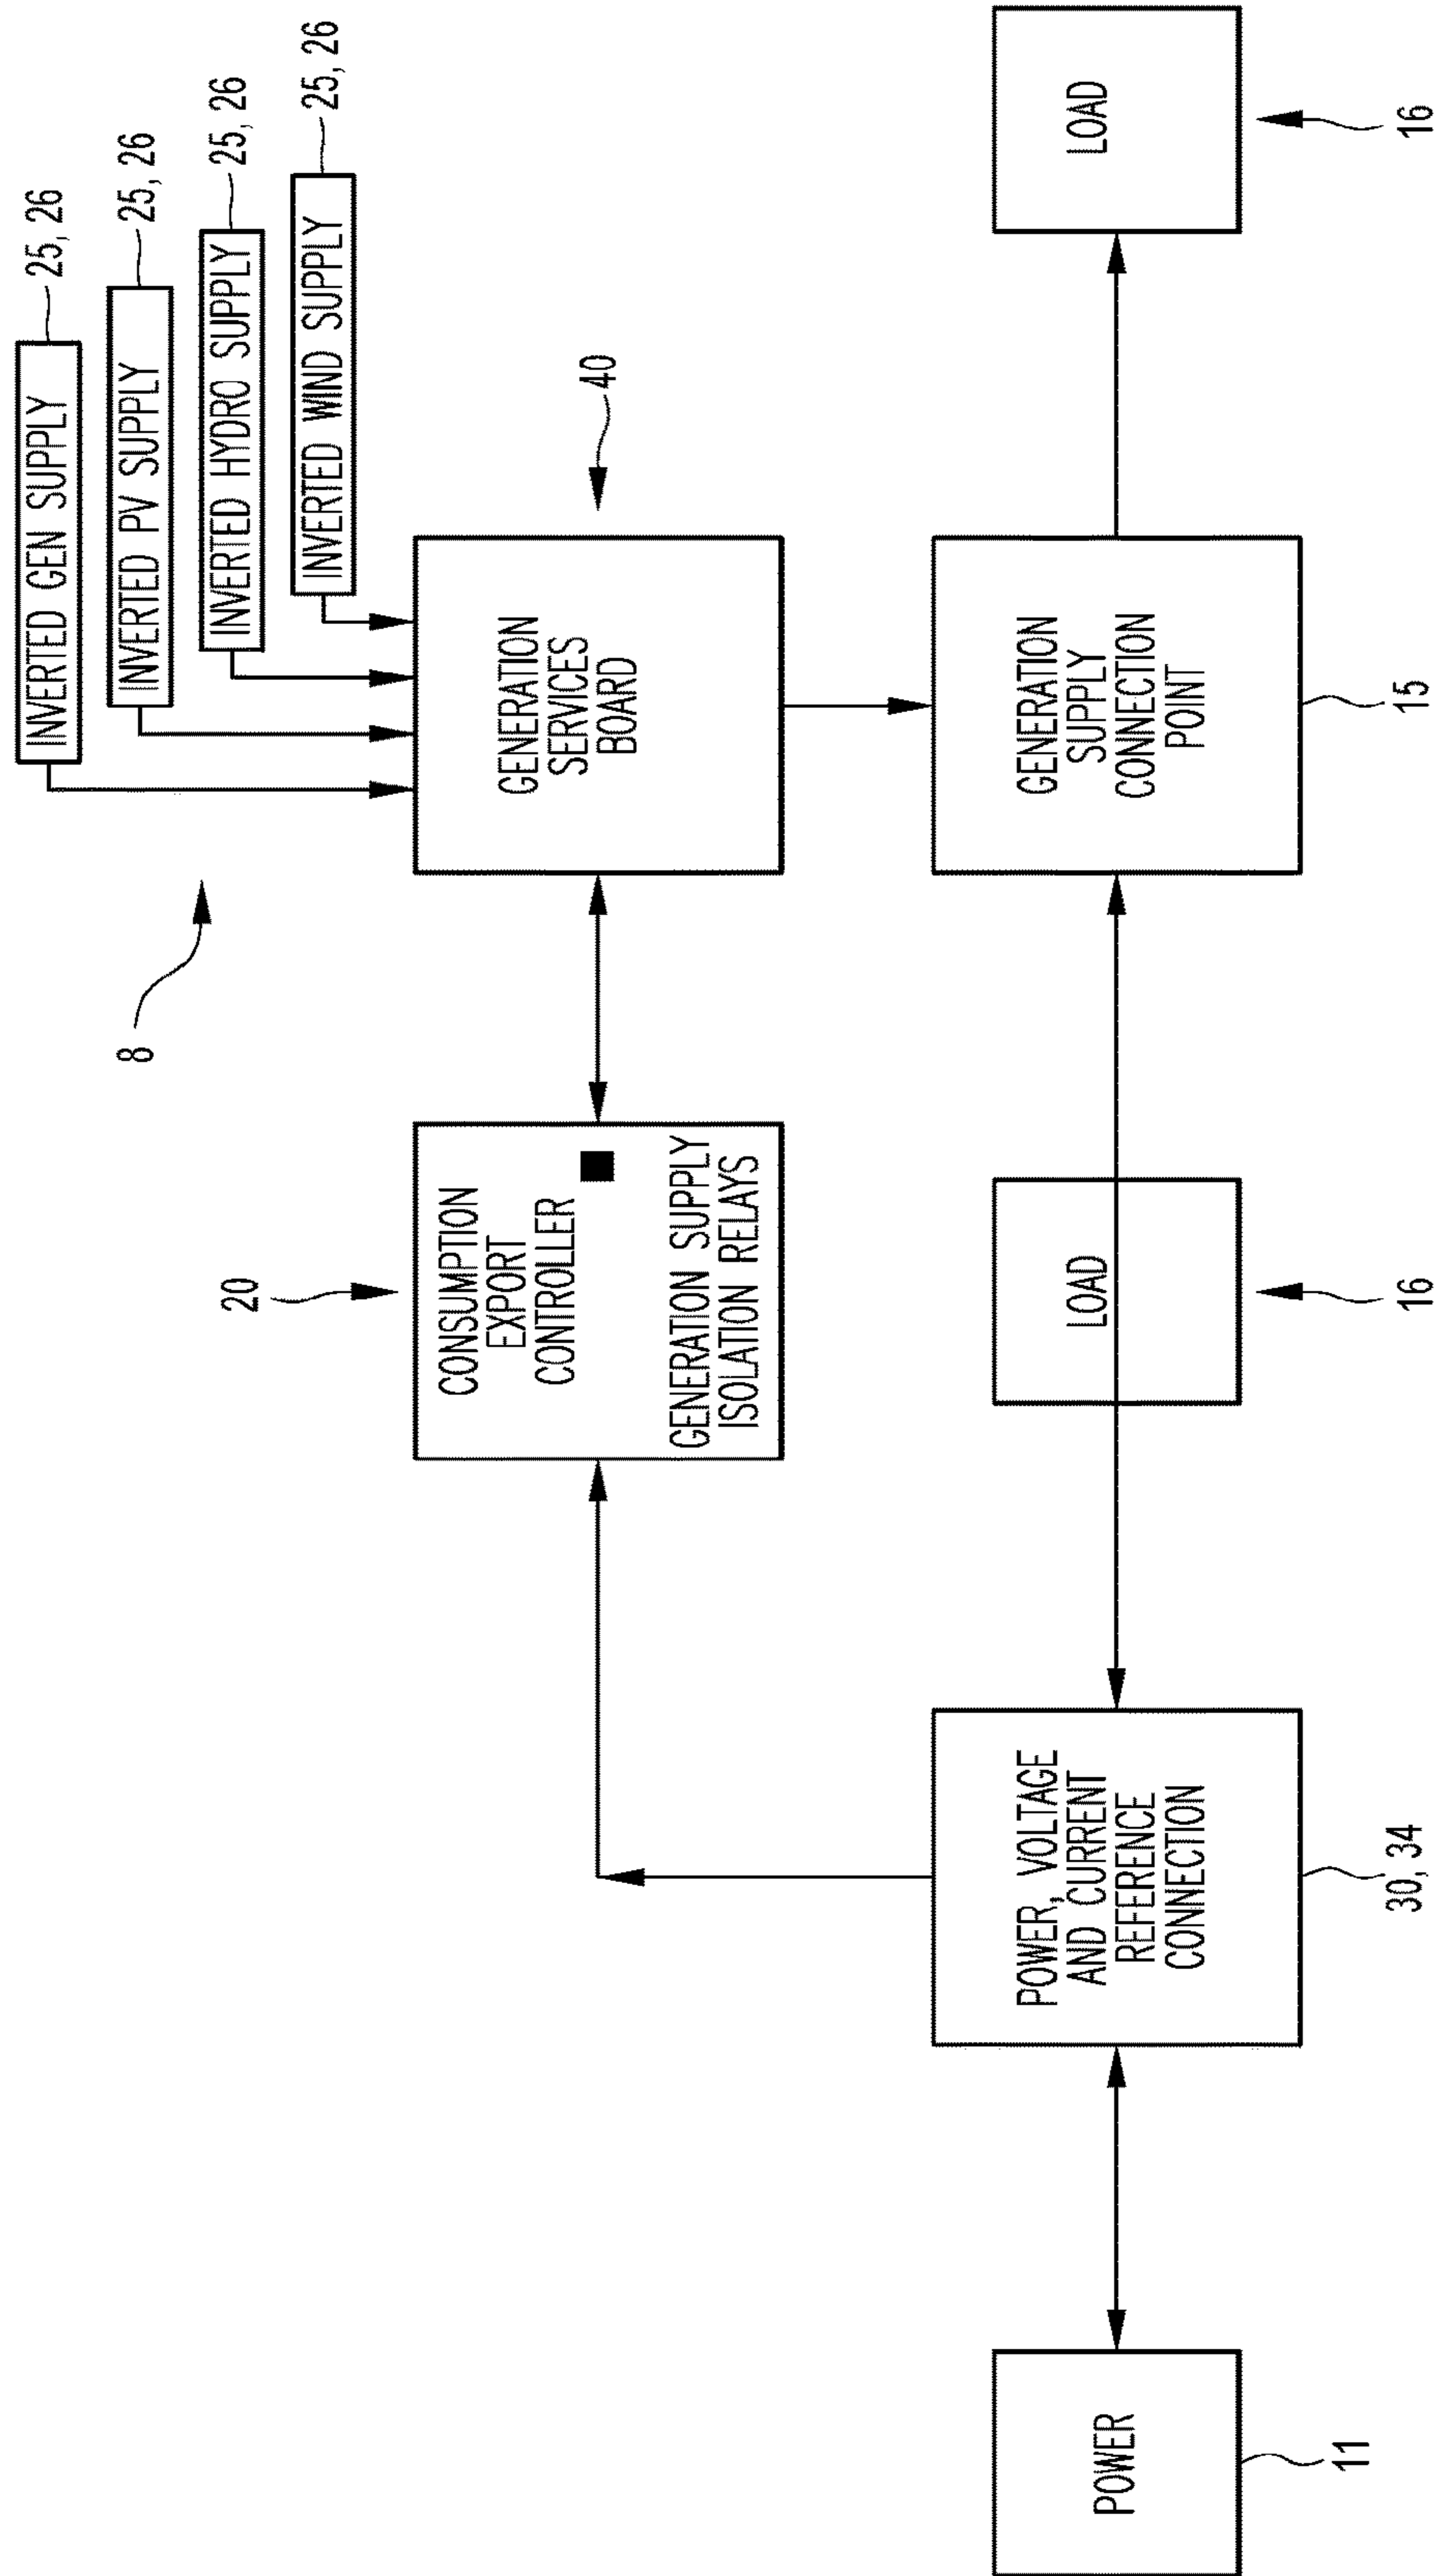 INVERTED GEN SUPPLY
25, 26
INVERTED PV SUPPLY
25, 26
INVERTED HYDRO SUPPLY
25, 26
INVERTED WIND SUPPLY
25, 26
8
20
CONSUMPTION
EXPORT
CONTROLLER
GENERATION SUPPLY
ISOLATION RELAYS
GENERATION
SERVICES
BOARD
40
POWER
11
POWER, VOLTAGE
AND CURRENT
REFERENCE
CONNECTION
30, 34
LOAD
16
GENERATION
SUPPLY
CONNECTION
POINT
15
LOAD
16